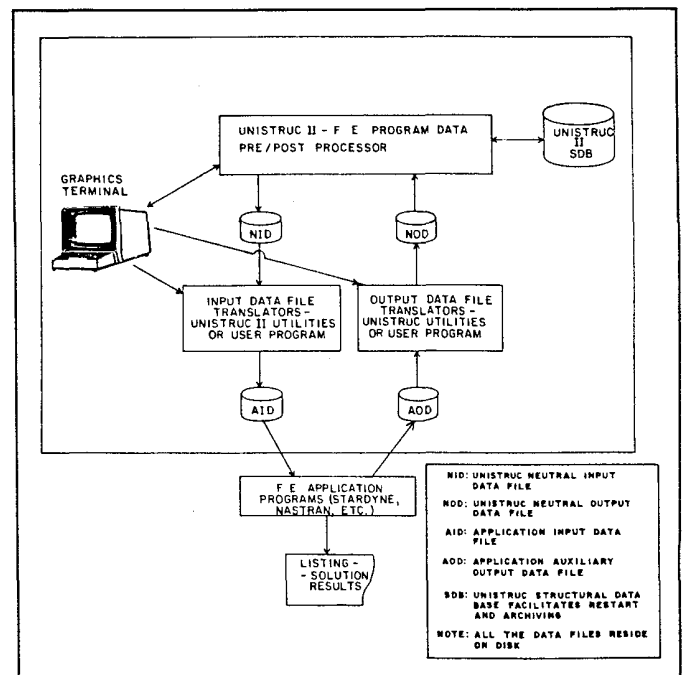 UNISTRUC II - F E PROGRAM DATA
PRE/POST PROCESSOR
UNISTRUC
II
SDB
GRAPHICS
TERMINAL
NID
NOD
INPUT DATA FILE
TRANSLATORS-
UNISTRUC II UTILITIES
OR USER PROGRAM
OUTPUT DATA FILE
TRANSLATORS-
UNISTRUC UTILITIES
OR USER PROGRAM
AID
AOD
F E APPLICATION
PROGRAMS (STARDYNE,
NASTRAN, ETC.)
LISTING -
- SOLUTION
RESULTS
NID: UNISTRUC NEUTRAL INPUT
DATA FILE
NOD: UNISTRUC NEUTRAL OUTPUT
DATA FILE
AID: APPLICATION INPUT DATA
FILE
AOD: APPLICATION AUXILIARY
OUTPUT DATA FILE
SDB: UNISTRUC STRUCTURAL DATA
BASE FACILITATES RESTART
AND ARCHIVING
NOTE: ALL THE DATA FILES RESIDE
ON DISK